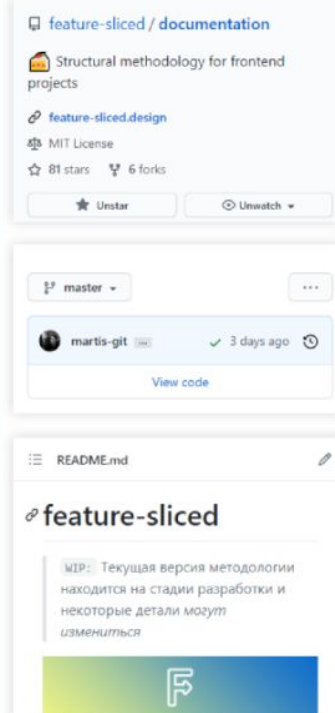 feature-sliced / documentation
Structural methodology for frontend
projects
feature-sliced.design
MIT License
81 stars 6 forks
Unstar Unwatch
master ...
martis-git ... 3 days ago
View code
README.md
feature-sliced
WIP: Текущая версия методологии
находится на стадии разработки и
некоторые детали могут
измениться